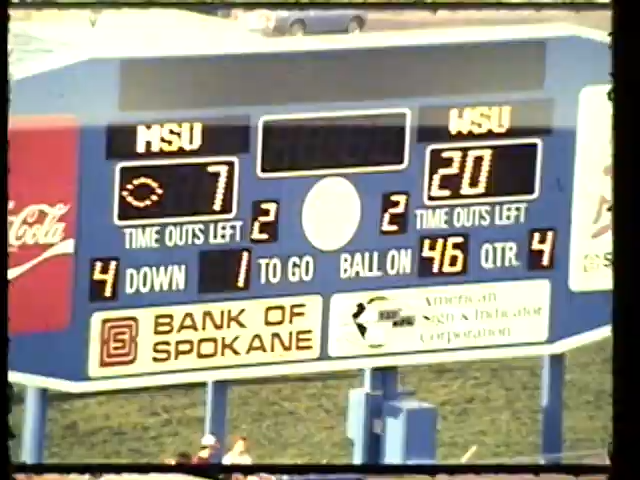 MSU
WSU
7
20
TIME OUTS LEFT 2
2 TIME OUTS LEFT
4 DOWN 1 TO GO BALL ON 46 QTR. 4
Cola
BANK OF
SPOKANE
American
Sign & Indicator
Corporation